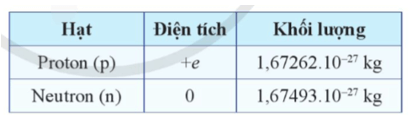 Hạt Điện tích Khối lượng
Proton (p) +e 1,67262.10⁻²⁷ kg
Neutron (n) 0 1,67493.10⁻²⁷ kg